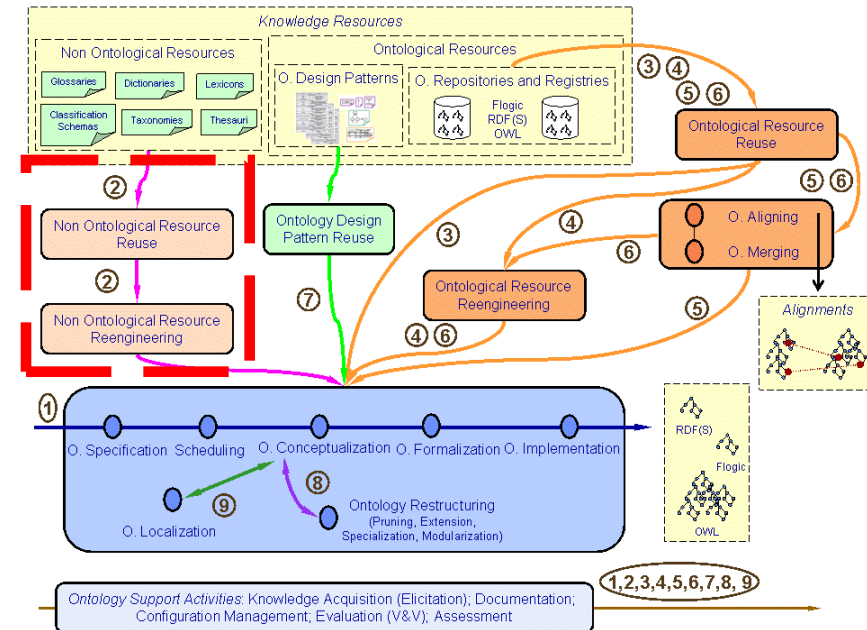 Knowledge Resources
Non Ontological Resources
Glossaries
Dictionaries
Lexicons
Classification
Schemas
Taxonomies
Thesauri
Ontological Resources
O. Design Patterns
O. Repositories and Registries
Flogic
RDF(S)
OWL
3 4
5 6
Ontological Resource
Reuse
5 6
2
Non Ontological Resource
Reuse
2
Non Ontological Resource
Reengineering
Ontology Design
Pattern Reuse
7
3
4
6
O. Aligning
O. Merging
Ontological Resource
Reengineering
4 6
5
Alignments
1
O. Specification
Scheduling
O. Conceptualization
O. Formalization
O. Implementation
9
8
O. Localization
Ontology Restructuring
(Pruning, Extension,
Specialization, Modularization)
RDF(S)
Flogic
OWL
1,2,3,4,5,6,7,8, 9
Ontology Support Activities: Knowledge Acquisition (Elicitation); Documentation;
Configuration Management; Evaluation (V&V); Assessment